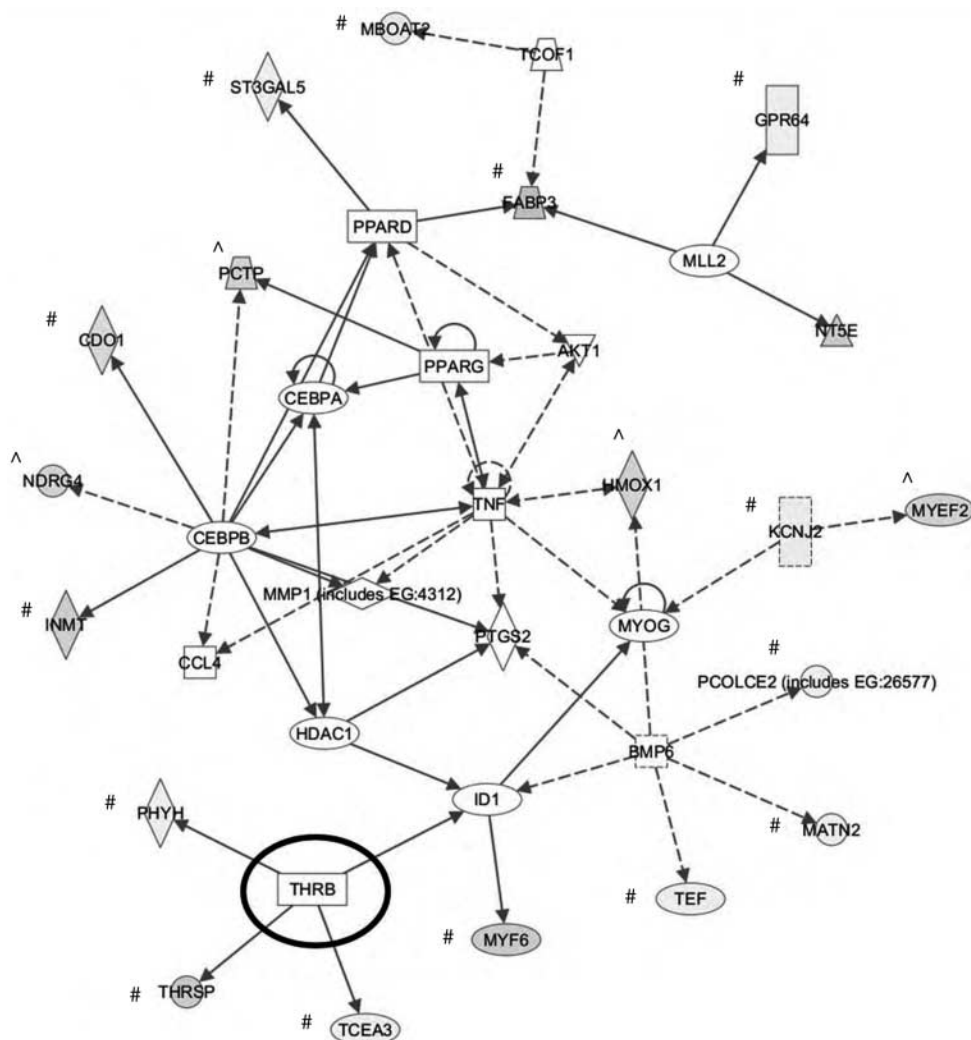 # MBOAT2
TCOF1
# ST3GAL5
# GPR64
# FABP3
PPARD
MLL2
^ PCTP
# CDO1
NT5E
AKT1
PPARG
CEBPA
^ NDRG4
^ HMOX1
^ MYEF2
TNF
# KCNJ2
CEBPB
MMP1 (includes EG:4312)
# INMT
PTGS2
MYOG
CCL4
# PCOLCE2 (includes EG:26577)
HDAC1
BMP6
ID1
# PHYH
# MATN2
THRB
# TEF
# MYF6
# THRSP
# TCEA3